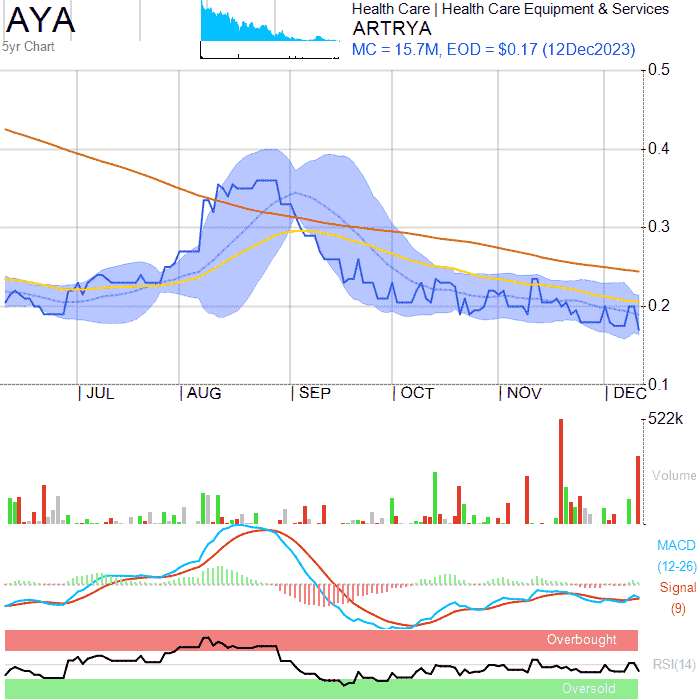 AYA
5yr Chart
Health Care | Health Care Equipment & Services
ARTRYA
MC = 15.7M, EOD = $0.17 (12Dec2023)
0.5
0.4
0.3
0.2
0.1
| JUL | AUG | SEP | OCT | NOV | DEC
522k
Volume
MACD
(12-26)
Signal
(9)
Overbought
RSI(14)
Oversold